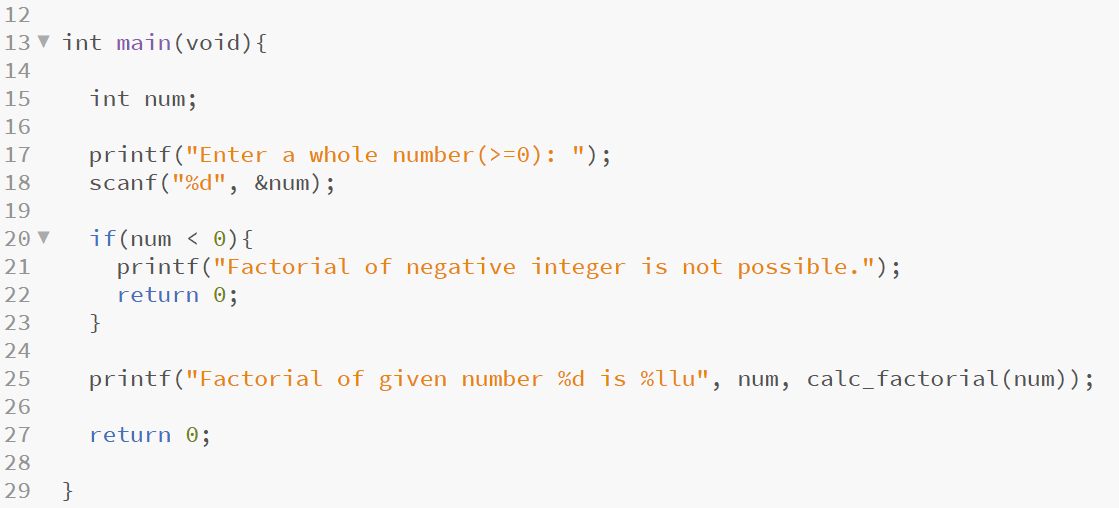 12
13 int main(void){
14
15   int num;
16
17   printf("Enter a whole number(>=0): ");
18   scanf("%d", &num);
19
20   if(num < 0){
21     printf("Factorial of negative integer is not possible.");
22     return 0;
23   }
24
25   printf("Factorial of given number %d is %llu", num, calc_factorial(num));
26
27   return 0;
28
29 }